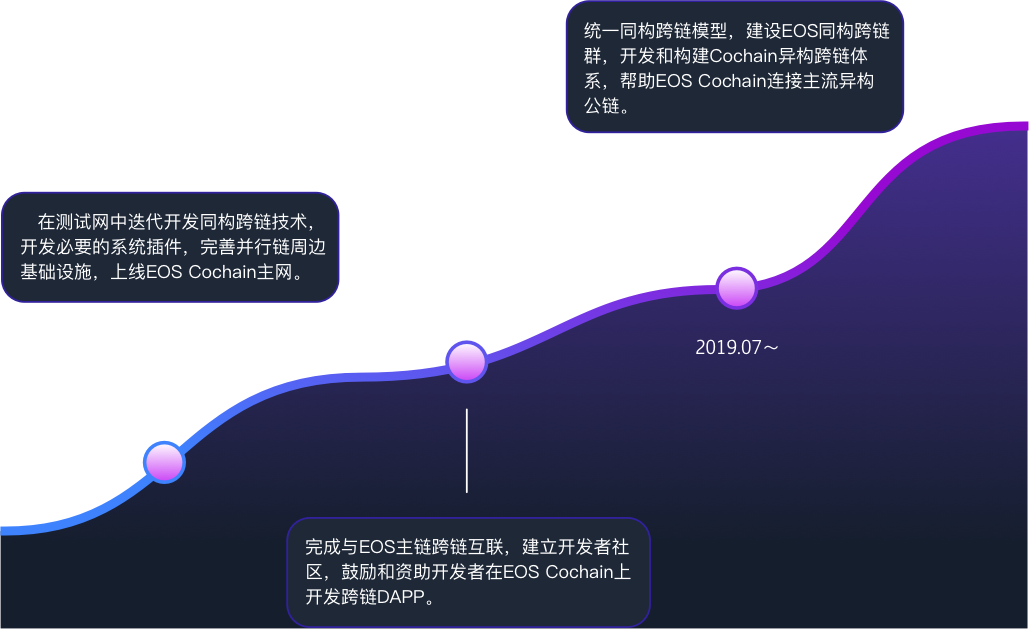 在测试网中迭代开发同构跨链技术，
开发必要的系统插件，完善并行链周边
基础设施，上线EOS Cochain主网。
完成与EOS主链跨链互联，建立开发者社
区，鼓励和资助开发者在EOS Cochain上
开发跨链DAPP。
统一同构跨链模型，建设EOS同构跨链
群，开发和构建Cochain异构跨链体
系，帮助EOS Cochain连接主流异构
公链。
2019.07～